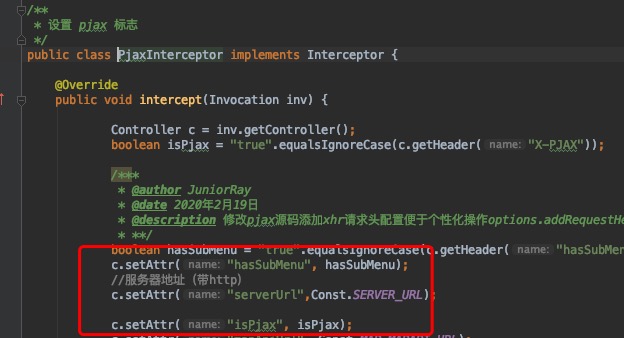 /**
* 设置 pjax 标志
*/
public class PjaxInterceptor implements Interceptor {
@Override
public void intercept(Invocation inv) {
Controller c = inv.getController();
boolean isPjax = "true".equalsIgnoreCase(c.getHeader( name: "X-PJAX"));
/***
* @author JuniorRay
* @date 2020年2月19日
* @description 修改pjax源码添加xhr请求头配置便于个性化操作options.addRequestHe
* **/
boolean hasSubMenu = "true".equalsIgnoreCase(c.getHeader( name: "hasSubMen
c.setAttr( name: "hasSubMenu", hasSubMenu);
//服务器地址（带http）
c.setAttr( name: "serverUrl",Const.SERVER_URL);
c.setAttr( name: "isPjax", isPjax);